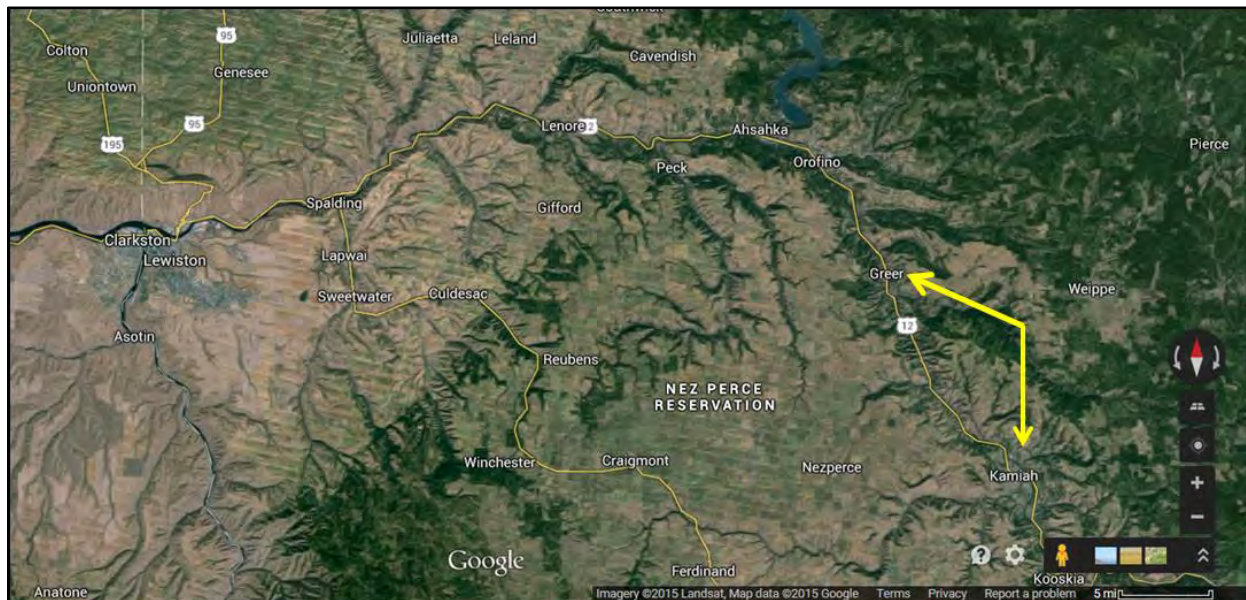 Southwick
95
Juliaetta
Leland
Colton
Cavendish
Genesee
Uniontown
95
Lenore
2
Ahsahka
195
Pierce
Peck
Orofino
Spalding
Gifford
Clarkston
Lapwai
Lewiston
Greer
Weippe
Sweetwater
Culdesac
12
Asotin
Reubens
NEZ PERCE
RESERVATION
Winchester
Craigmont
Nezperce
Kamiah
Google
Ferdinand
Kooskia
Anatone
Imagery ©2015 Landsat, Map data ©2015 Google Terms Privacy Report a problem 5 mi